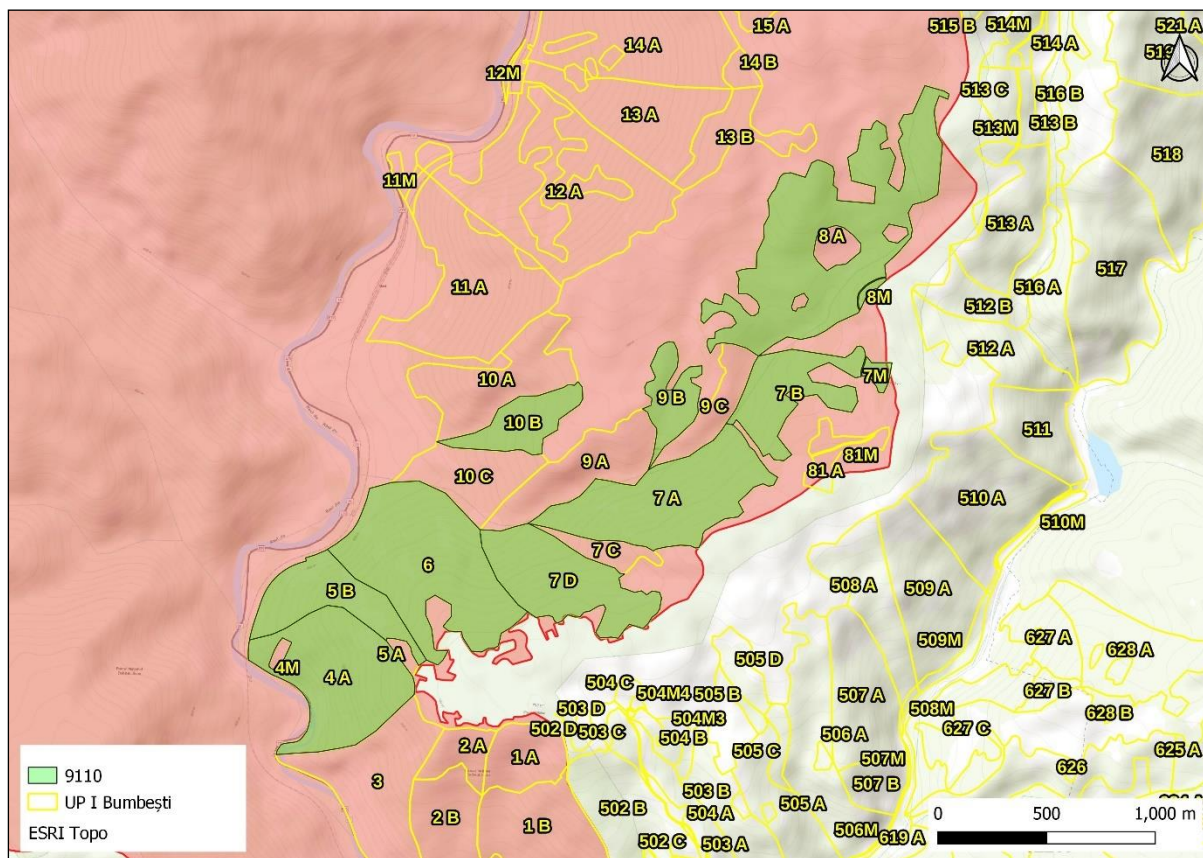 15 A
515 B
514M
521 A
14 A
514 A
14 B
12M
513 C
516 B
13 A
513M
513 B
13 B
518
11M
12 A
513 A
8 A
517
11 A
516 A
8M
512 B
512 A
10 A
7M
7 B
9 B
9 C
10 B
511
81M
9 A
81 A
10 C
7 A
510 A
510M
7 C
6
7 D
5 B
508 A
509 A
627 A
509M
628 A
5 A
505 D
4M
4 A
504 C
504M4
505 B
507 A
627 B
503 D
508M
628 B
504M3
502 D
503 C
627 C
504 B
506 A
2 A
1 A
505 C
625 A
507M
626
3
507 B
503 B
505 A
502 B
504 A
2 B
1 B
506M
619 A
502 C
503 A
9110
UP I Bumbești
ESRI Topo
0 500 1,000 m